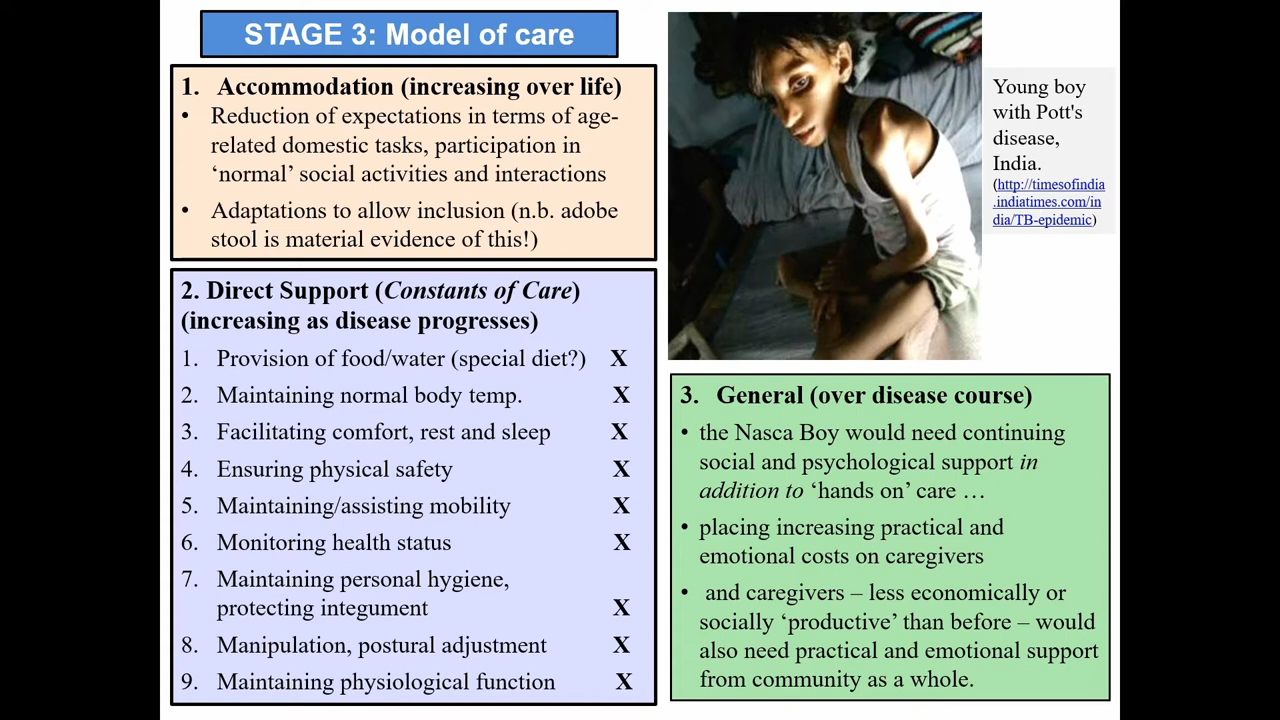 STAGE 3: Model of care
1. Accommodation (increasing over life)
• Reduction of expectations in terms of age-
related domestic tasks, participation in
‘normal’ social activities and interactions
• Adaptations to allow inclusion (n.b. adobe
stool is material evidence of this!)
2. Direct Support (Constants of Care)
(increasing as disease progresses)
1. Provision of food/water (special diet?) X
2. Maintaining normal body temp. X
3. Facilitating comfort, rest and sleep X
4. Ensuring physical safety X
5. Maintaining/assisting mobility X
6. Monitoring health status X
7. Maintaining personal hygiene,
protecting integument X
8. Manipulation, postural adjustment X
9. Maintaining physiological function X
Young boy
with Pott's
disease,
India.
(http://timesofindia
.indiatimes.com/in
dia/TB-epidemic)
3. General (over disease course)
• the Nasca Boy would need continuing
social and psychological support in
addition to ‘hands on’ care …
• placing increasing practical and
emotional costs on caregivers
• and caregivers – less economically or
socially ‘productive’ than before – would
also need practical and emotional support
from community as a whole.